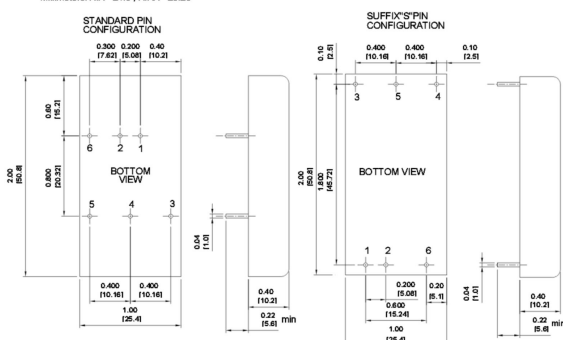 STANDARD PIN
CONFIGURATION
0.300 0.200 0.40
[7.62] [5.08] [10.2]
0.60
[15.2]
2.00
[50.8]
0.800
[20.32]
6 2 1
BOTTOM
VIEW
5 4 3
0.04
[1.0]
0.400 0.400
[10.16] [10.16]
1.00
[25.4]
0.40
[10.2]
0.22
[5.6] min
SUFFIX"S"PIN
CONFIGURATION
0.10
[2.5]
0.400 0.400 0.10
[10.16] [10.16] [2.5]
3 5 4
2.00
[50.8]
1.800
[45.72]
BOTTOM VIEW
1 2 6
0.200 0.20
[5.08] [5.1]
0.600
[15.24]
1.00
[25.4]
0.04
[1.0]
0.40
[10.2]
0.22
[5.6] min